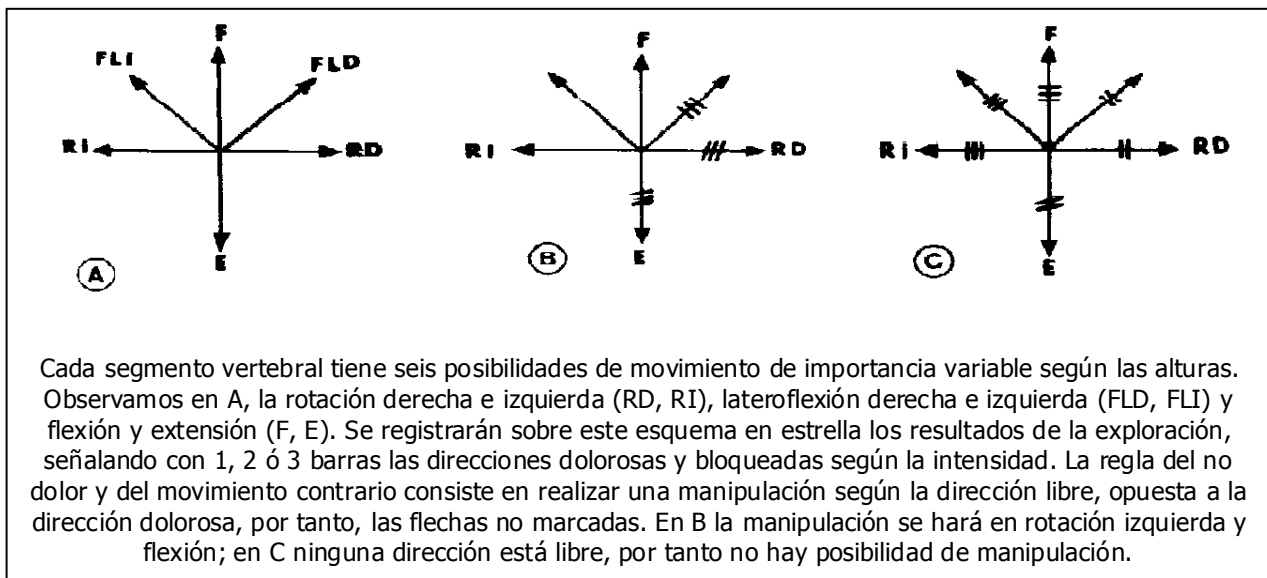 F
FLI
FLD
RI
RD
E
A
F
RI
RD
E
B
F
Ri
RD
E
C
Cada segmento vertebral tiene seis posibilidades de movimiento de importancia variable según las alturas.
Observamos en A, la rotación derecha e izquierda (RD, RI), lateroflexión derecha e izquierda (FLD, FLI) y
flexión y extensión (F, E). Se registrarán sobre este esquema en estrella los resultados de la exploración,
señalando con 1, 2 ó 3 barras las direcciones dolorosas y bloqueadas según la intensidad. La regla del no
dolor y del movimiento contrario consiste en realizar una manipulación según la dirección libre, opuesta a la
dirección dolorosa, por tanto, las flechas no marcadas. En B la manipulación se hará en rotación izquierda y
flexión; en C ninguna dirección está libre, por tanto no hay posibilidad de manipulación.